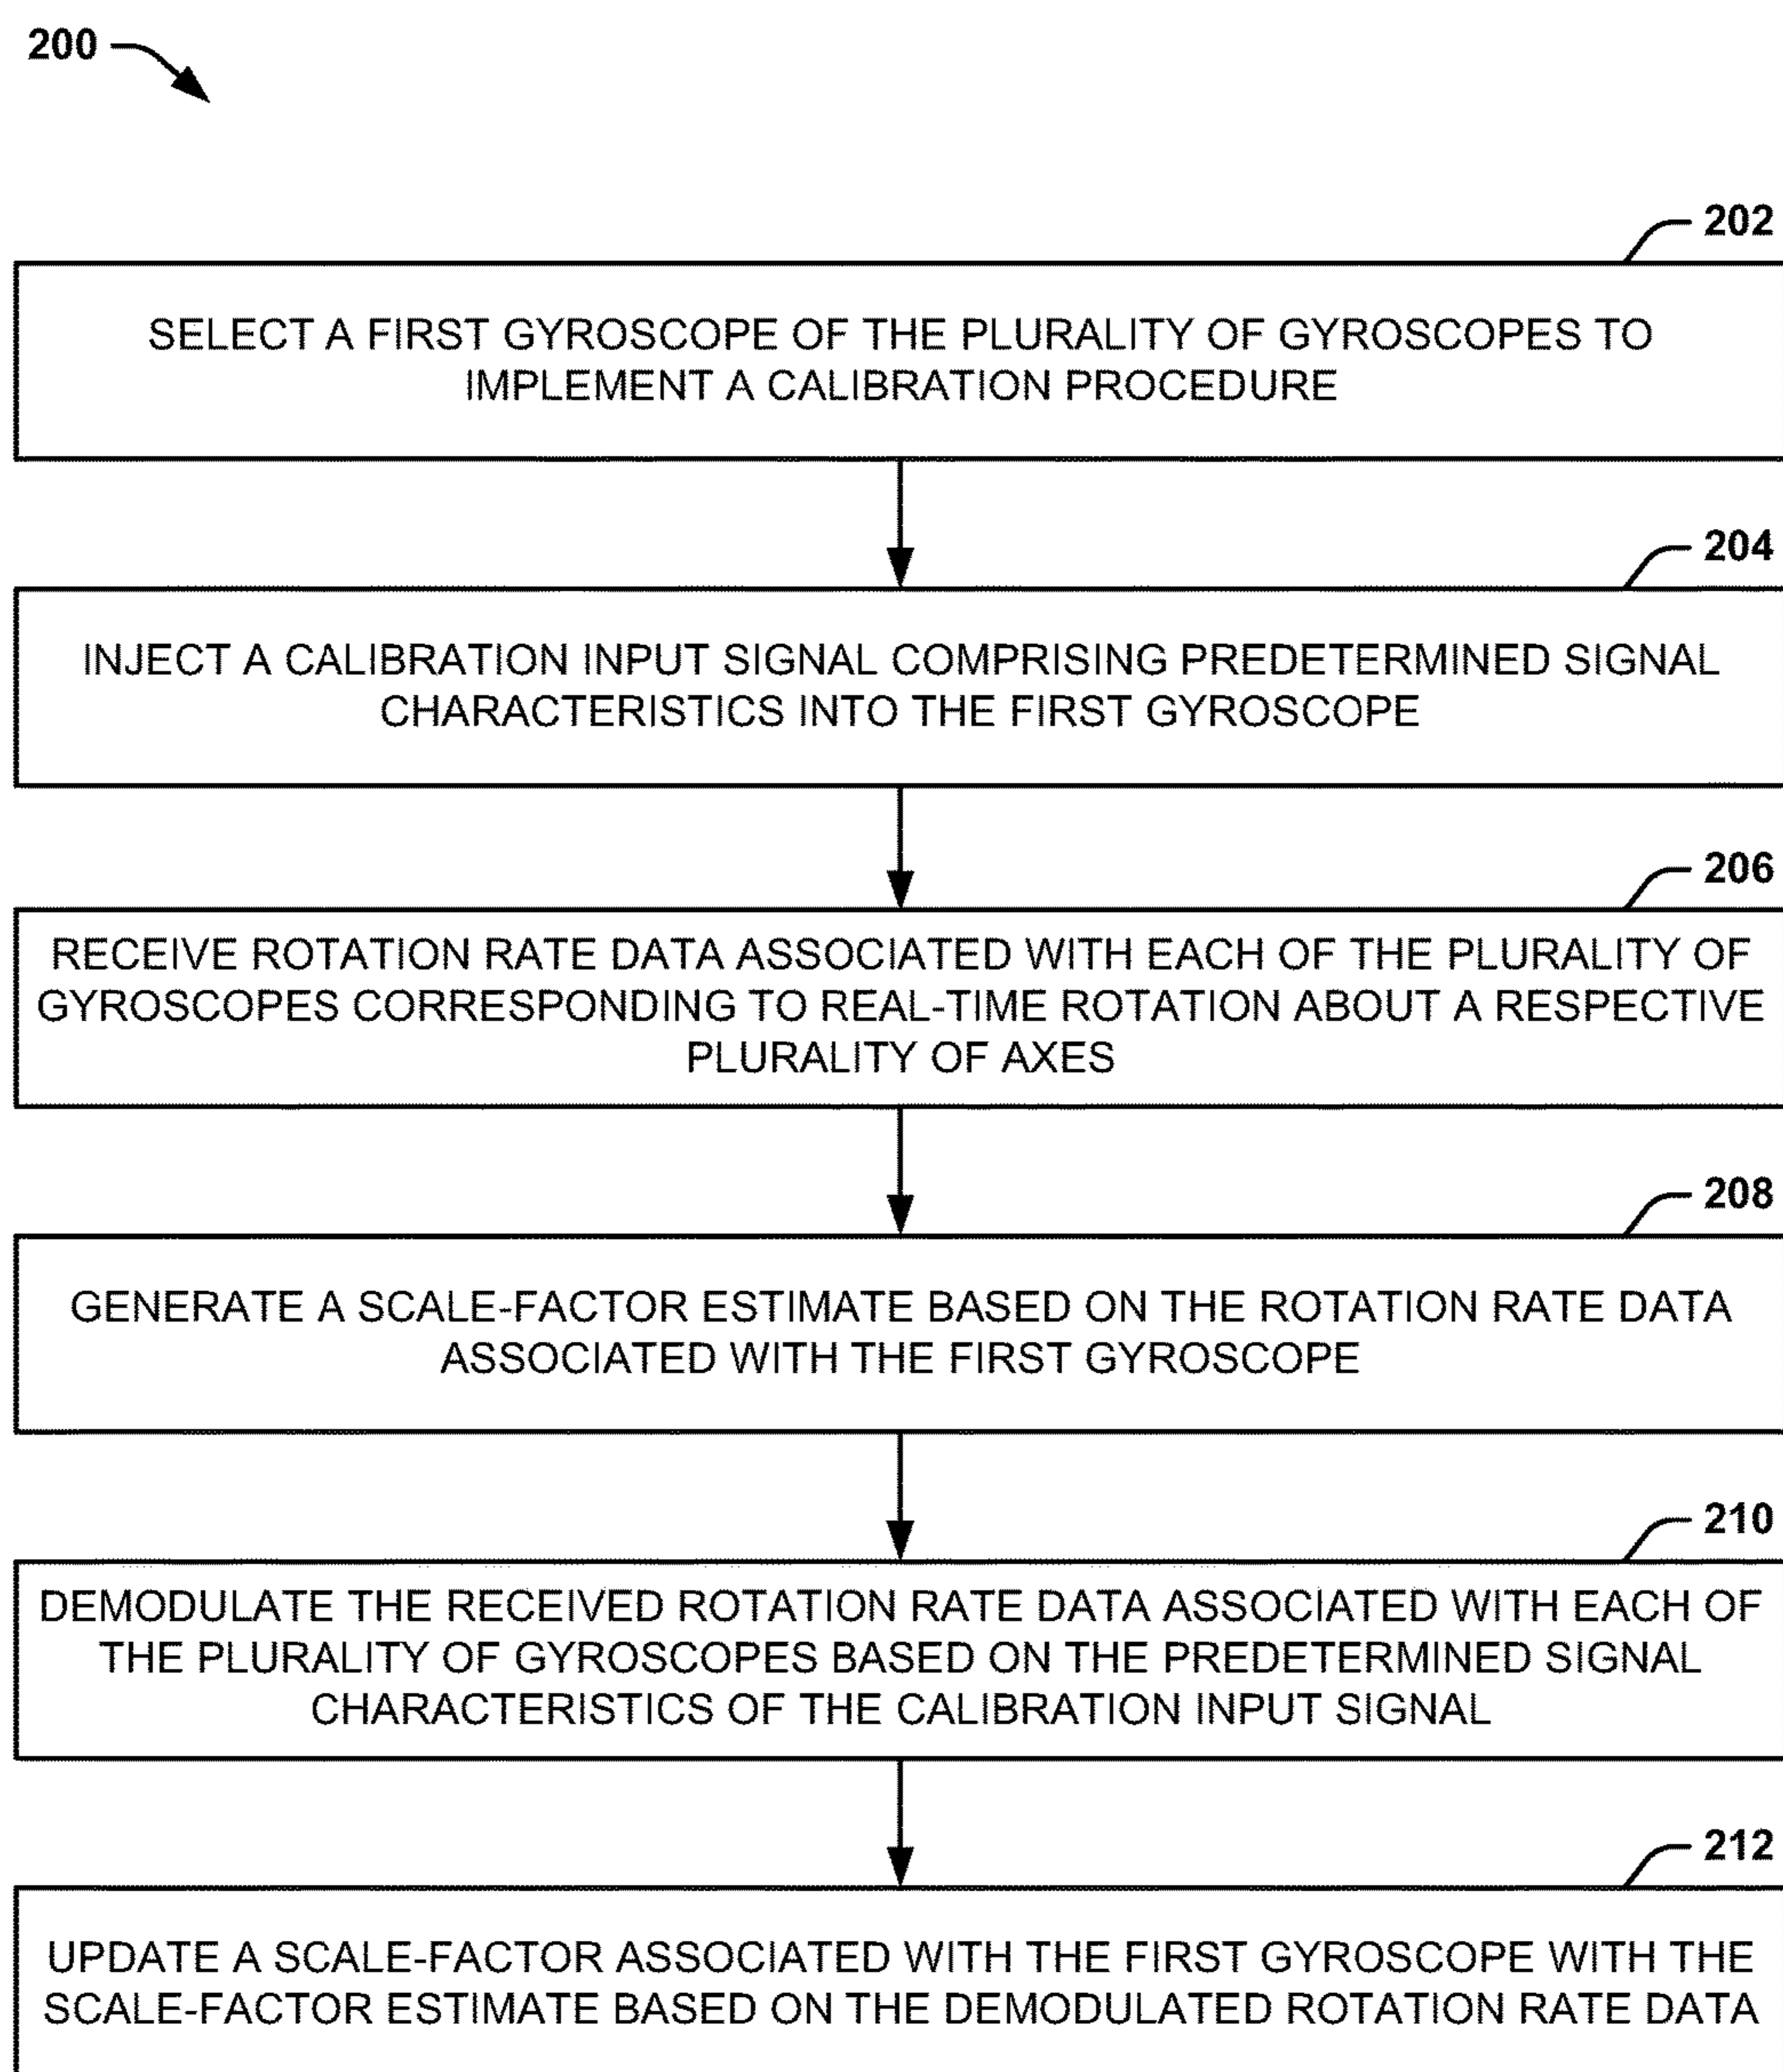 200
202
SELECT A FIRST GYROSCOPE OF THE PLURALITY OF GYROSCOPES TO
IMPLEMENT A CALIBRATION PROCEDURE
204
INJECT A CALIBRATION INPUT SIGNAL COMPRISING PREDETERMINED SIGNAL
CHARACTERISTICS INTO THE FIRST GYROSCOPE
206
RECEIVE ROTATION RATE DATA ASSOCIATED WITH EACH OF THE PLURALITY OF
GYROSCOPES CORRESPONDING TO REAL-TIME ROTATION ABOUT A RESPECTIVE
PLURALITY OF AXES
208
GENERATE A SCALE-FACTOR ESTIMATE BASED ON THE ROTATION RATE DATA
ASSOCIATED WITH THE FIRST GYROSCOPE
210
DEMODULATE THE RECEIVED ROTATION RATE DATA ASSOCIATED WITH EACH OF
THE PLURALITY OF GYROSCOPES BASED ON THE PREDETERMINED SIGNAL
CHARACTERISTICS OF THE CALIBRATION INPUT SIGNAL
212
UPDATE A SCALE-FACTOR ASSOCIATED WITH THE FIRST GYROSCOPE WITH THE
SCALE-FACTOR ESTIMATE BASED ON THE DEMODULATED ROTATION RATE DATA